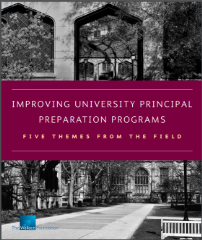 IMPROVING UNIVERSITY PRINCIPAL
PREPARATION PROGRAMS
FIVE THEMES FROM THE FIELD